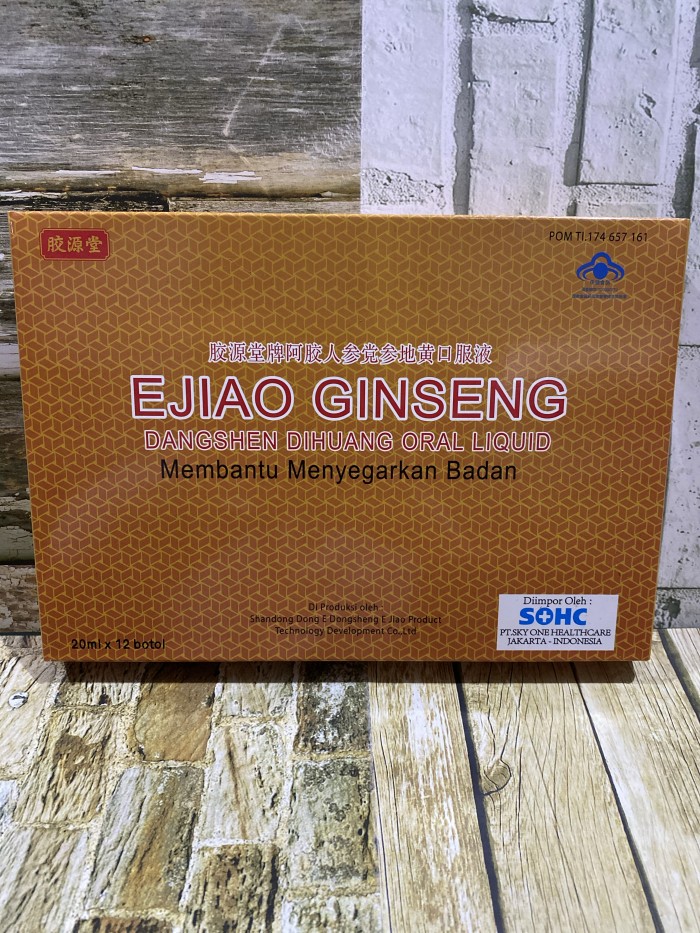 胶源堂
POM TI.174 657 161
胶源堂牌阿胶人参党参地黄口服液
EJIAO GINSENG
DANGSHEN DIHUANG ORAL LIQUID
Membantu Menyegarkan Badan
Di Produksi oleh :
Shandong Dong E Dongsheng E Jiao Product
Technology Development Co.,Ltd
20ml x 12 botol
Diimpor Oleh :
SOHC
PT.SKY ONE HEALTHCARE
JAKARTA - INDONESIA